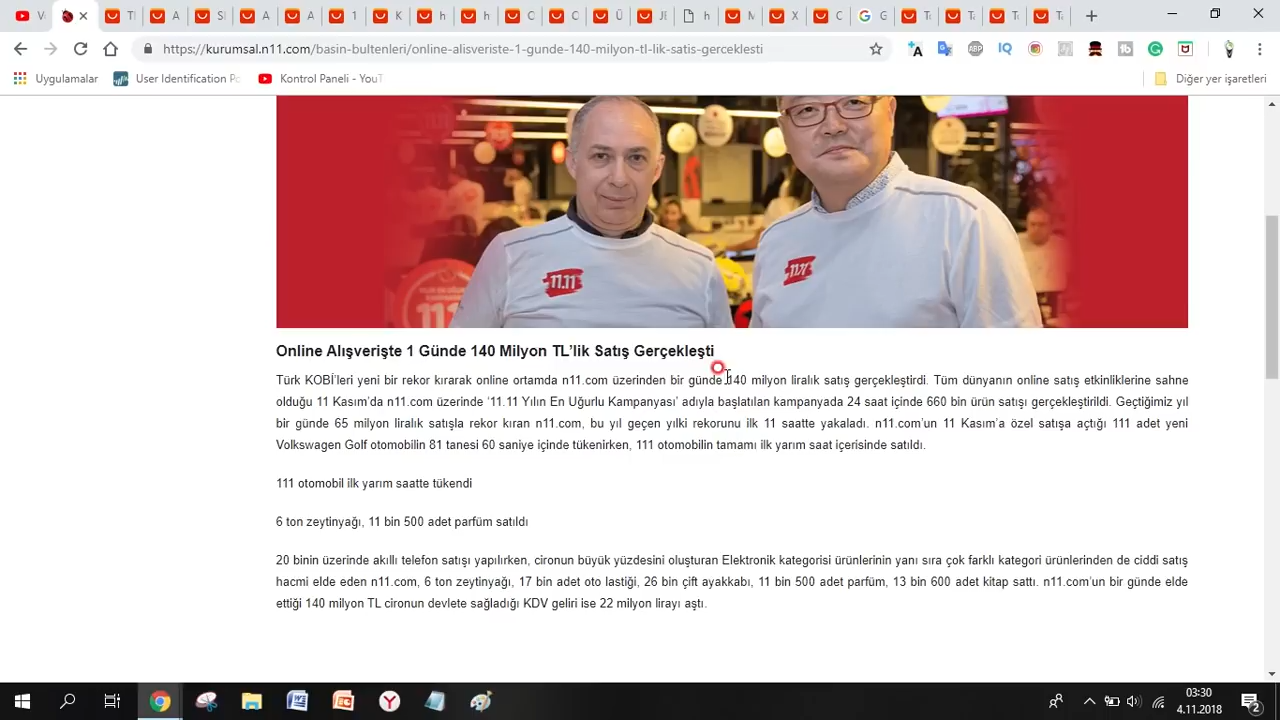 Tl
A
S
A
A
1
K
h
h
C
C
Ü
JE
h
M
X
C
G
To
Ta
To
Ta
https://kurumsal.n11.com/basin-bultenleri/online-alisveriste-1-gunde-140-milyon-tl-lik-satis-gerceklesti
Uygulamalar
User Identification Po
Kontrol Paneli - YouT
Diğer yer işaretleri
11.11
11.11
11
Online Alışverişte 1 Günde 140 Milyon TL’lik Satış Gerçekleşti
Türk KOBİ’leri yeni bir rekor kırarak online ortamda n11.com üzerinden bir günde 140 milyon liralık satış gerçekleştirdi. Tüm dünyanın online satış etkinliklerine sahne
olduğu 11 Kasım’da n11.com üzerinde ‘11.11 Yılın En Uğurlu Kampanyası’ adıyla başlatılan kampanyada 24 saat içinde 660 bin ürün satışı gerçekleştirildi. Geçtiğimiz yıl
bir günde 65 milyon liralık satışla rekor kıran n11.com, bu yıl geçen yılki rekorunu ilk 11 saatte yakaladı. n11.com’un 11 Kasım’a özel satışa açtığı 111 adet yeni
Volkswagen Golf otomobilin 81 tanesi 60 saniye içinde tükenirken, 111 otomobilin tamamı ilk yarım saat içerisinde satıldı.
111 otomobil ilk yarım saatte tükendi
6 ton zeytinyağı, 11 bin 500 adet parfüm satıldı
20 binin üzerinde akıllı telefon satışı yapılırken, cironun büyük yüzdesini oluşturan Elektronik kategorisi ürünlerinin yanı sıra çok farklı kategori ürünlerinden de ciddi satış
hacmi elde eden n11.com, 6 ton zeytinyağı, 17 bin adet oto lastiği, 26 bin çift ayakkabı, 11 bin 500 adet parfüm, 13 bin 600 adet kitap sattı. n11.com’un bir günde elde
ettiği 140 milyon TL cironun devlete sağladığı KDV geliri ise 22 milyon lirayı aştı.
03:30
4.11.2018
2